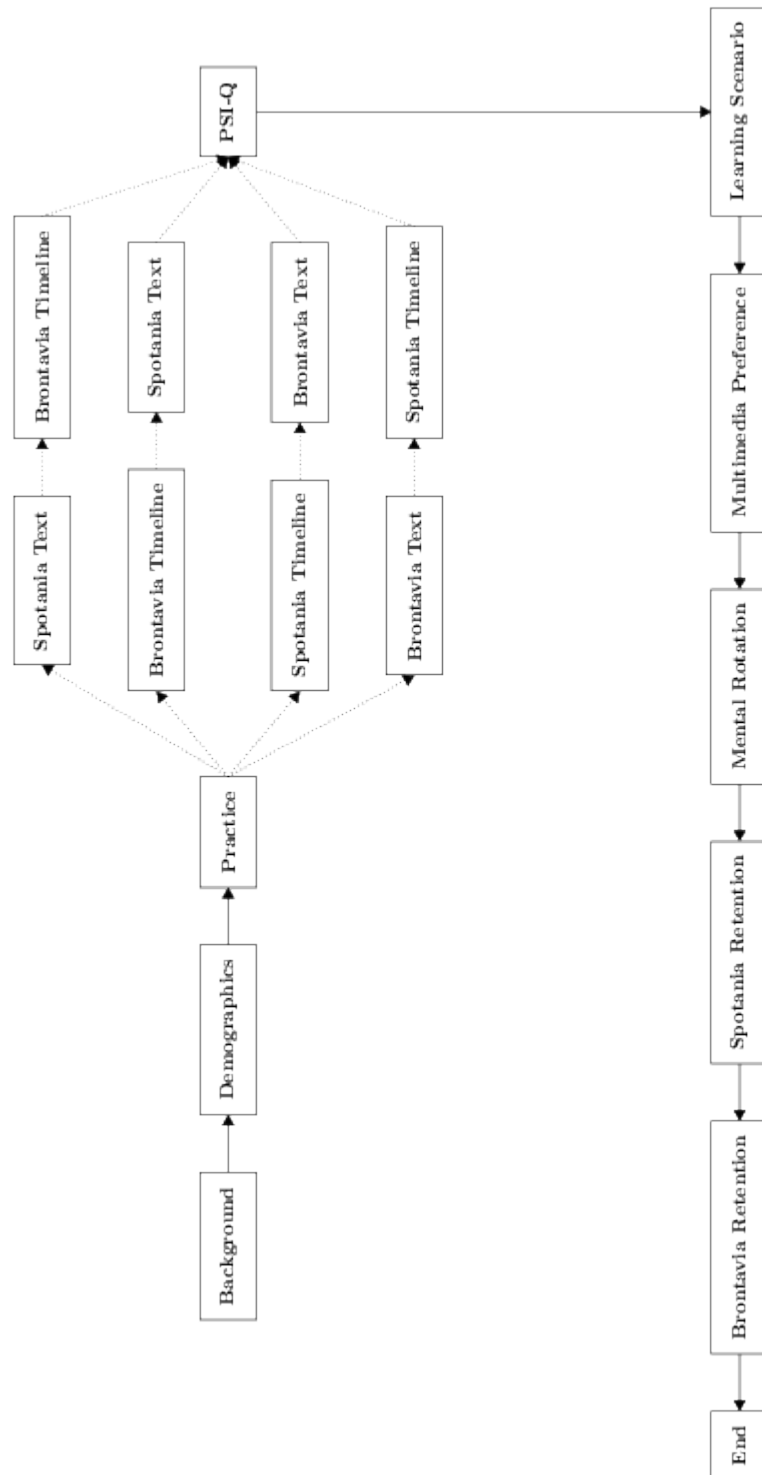 Background
Demographics
Practice
Spotania Text
Brontavia Timeline
Brontavia Timeline
Spotania Text
Spotania Timeline
Brontavia Text
Brontavia Text
Spotania Timeline
PSI-Q
Learning Scenario
Multimedia Preference
Mental Rotation
Spotania Retention
Brontavia Retention
End